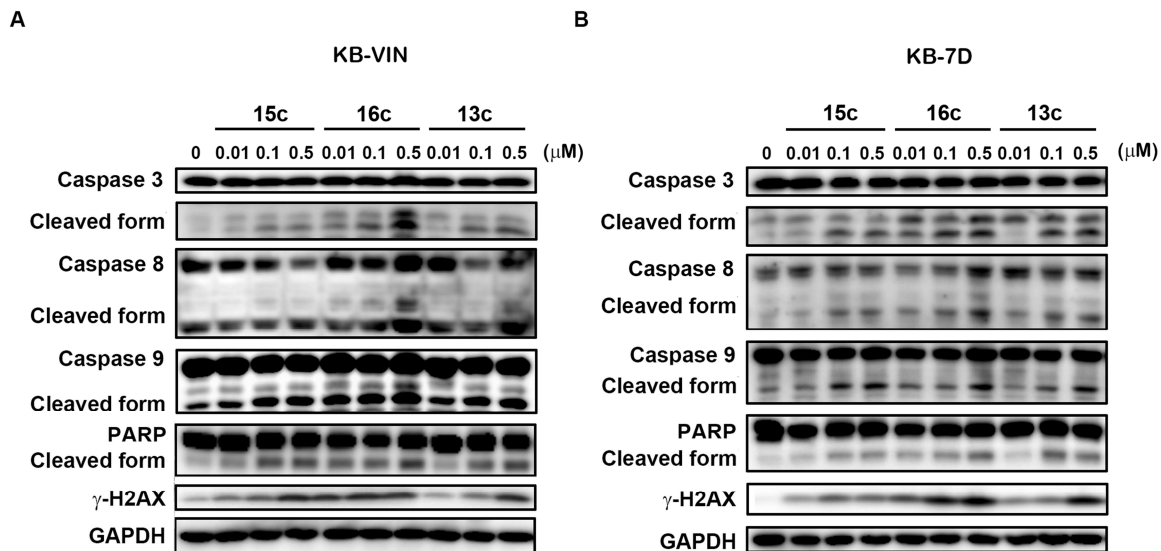 A
KB-VIN
15c 16c 13c
0 0.01 0.1 0.5 0.01 0.1 0.5 0.01 0.1 0.5 (μM)
Caspase 3
Cleaved form
Caspase 8
Cleaved form
Caspase 9
Cleaved form
PARP
Cleaved form
γ-H2AX
GAPDH
B
KB-7D
15c 16c 13c
0 0.01 0.1 0.5 0.01 0.1 0.5 0.01 0.1 0.5 (μM)
Caspase 3
Cleaved form
Caspase 8
Cleaved form
Caspase 9
Cleaved form
PARP
Cleaved form
γ-H2AX
GAPDH